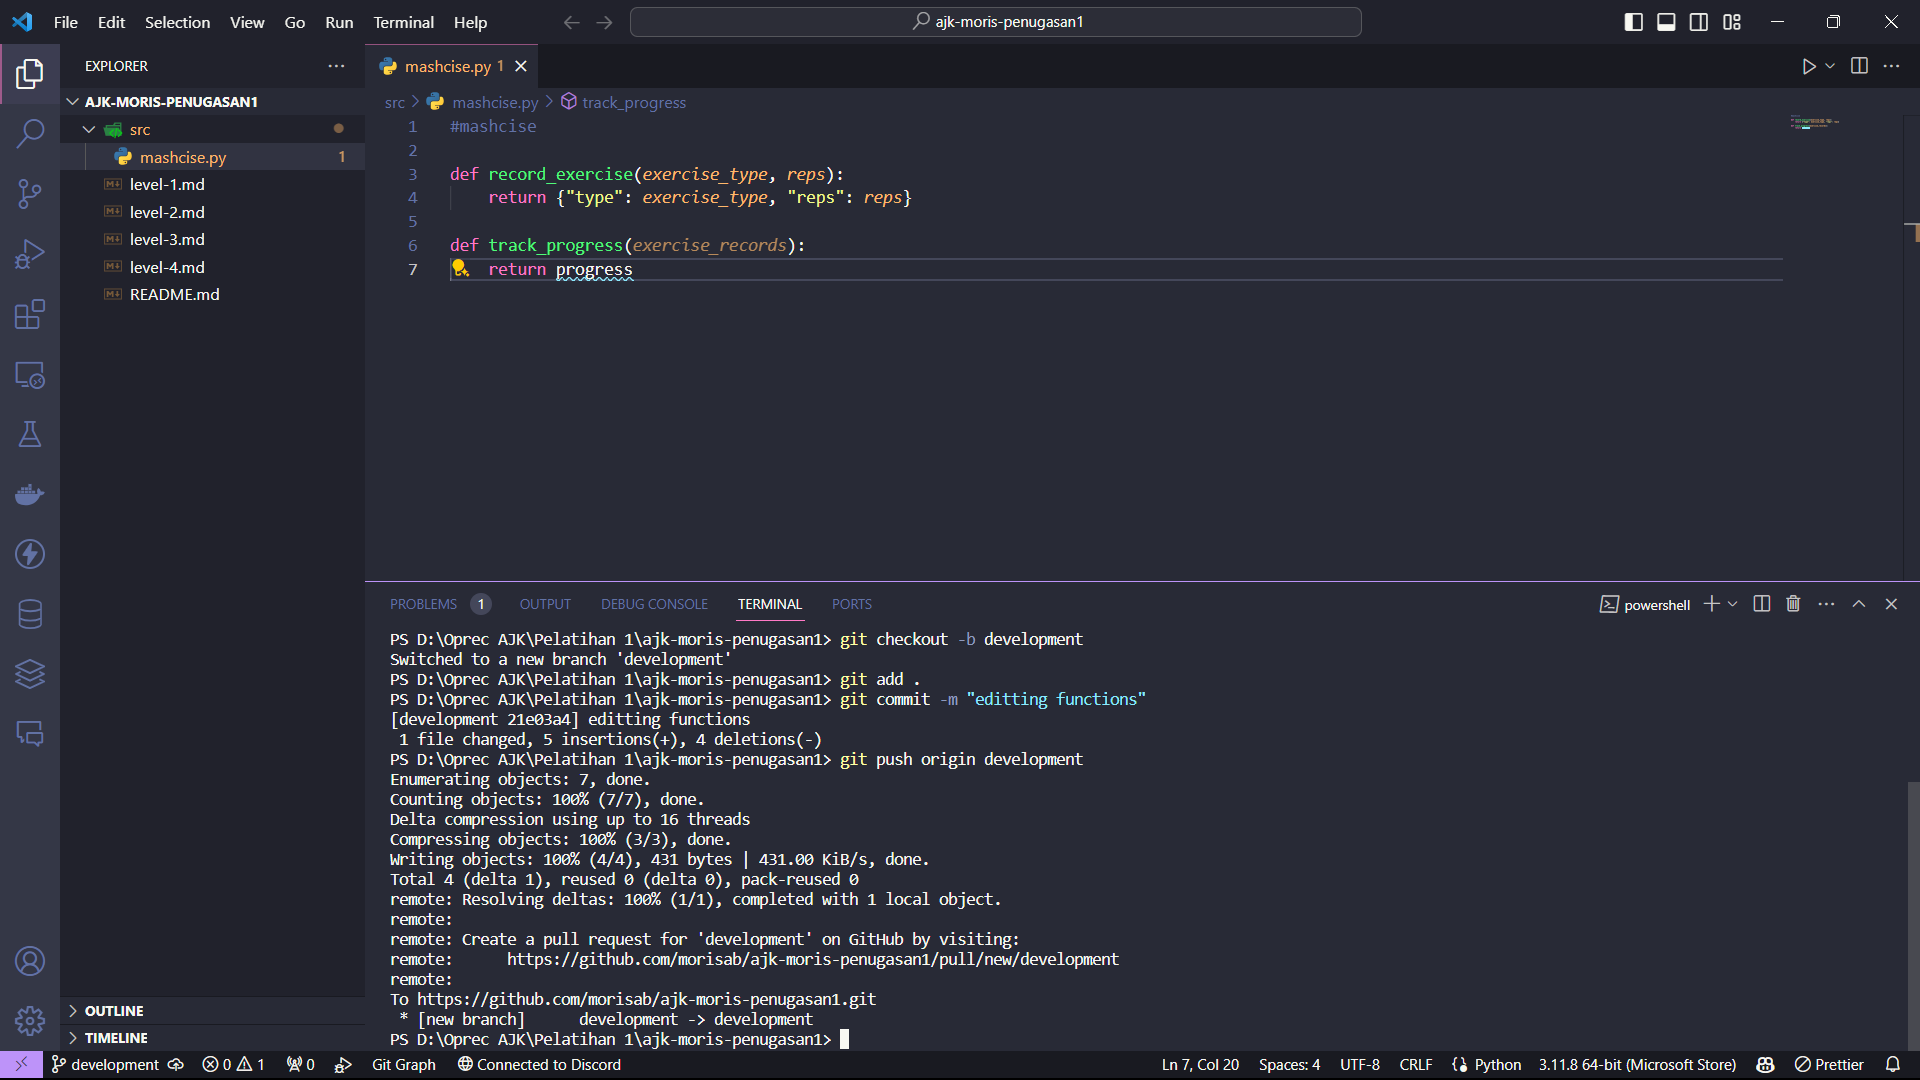 File Edit Selection View Go Run Terminal Help
ajk-moris-penugasan1
EXPLORER
AJK-MORIS-PENUGASAN1
src
mashcise.py 1
level-1.md
level-2.md
level-3.md
level-4.md
README.md
OUTLINE
TIMELINE
mashcise.py 1
src > mashcise.py > track_progress
1 #mashcise
2
3 def record_exercise(exercise_type, reps):
4     return {"type": exercise_type, "reps": reps}
5
6 def track_progress(exercise_records):
7     return progress
PROBLEMS 1 OUTPUT DEBUG CONSOLE TERMINAL PORTS
powershell
PS D:\Oprec AJK\Pelatihan 1\ajk-moris-penugasan1> git checkout -b development
Switched to a new branch 'development'
PS D:\Oprec AJK\Pelatihan 1\ajk-moris-penugasan1> git add .
PS D:\Oprec AJK\Pelatihan 1\ajk-moris-penugasan1> git commit -m "editting functions"
[development 21e03a4] editting functions
 1 file changed, 5 insertions(+), 4 deletions(-)
PS D:\Oprec AJK\Pelatihan 1\ajk-moris-penugasan1> git push origin development
Enumerating objects: 7, done.
Counting objects: 100% (7/7), done.
Delta compression using up to 16 threads
Compressing objects: 100% (3/3), done.
Writing objects: 100% (4/4), 431 bytes | 431.00 KiB/s, done.
Total 4 (delta 1), reused 0 (delta 0), pack-reused 0
remote: Resolving deltas: 100% (1/1), completed with 1 local object.
remote:
remote: Create a pull request for 'development' on GitHub by visiting:
remote:      https://github.com/morisab/ajk-moris-penugasan1/pull/new/development
remote:
To https://github.com/morisab/ajk-moris-penugasan1.git
 * [new branch]      development -> development
PS D:\Oprec AJK\Pelatihan 1\ajk-moris-penugasan1>
development 0 1 0 Git Graph Connected to Discord Ln 7, Col 20 Spaces: 4 UTF-8 CRLF Python 3.11.8 64-bit (Microsoft Store) Prettier